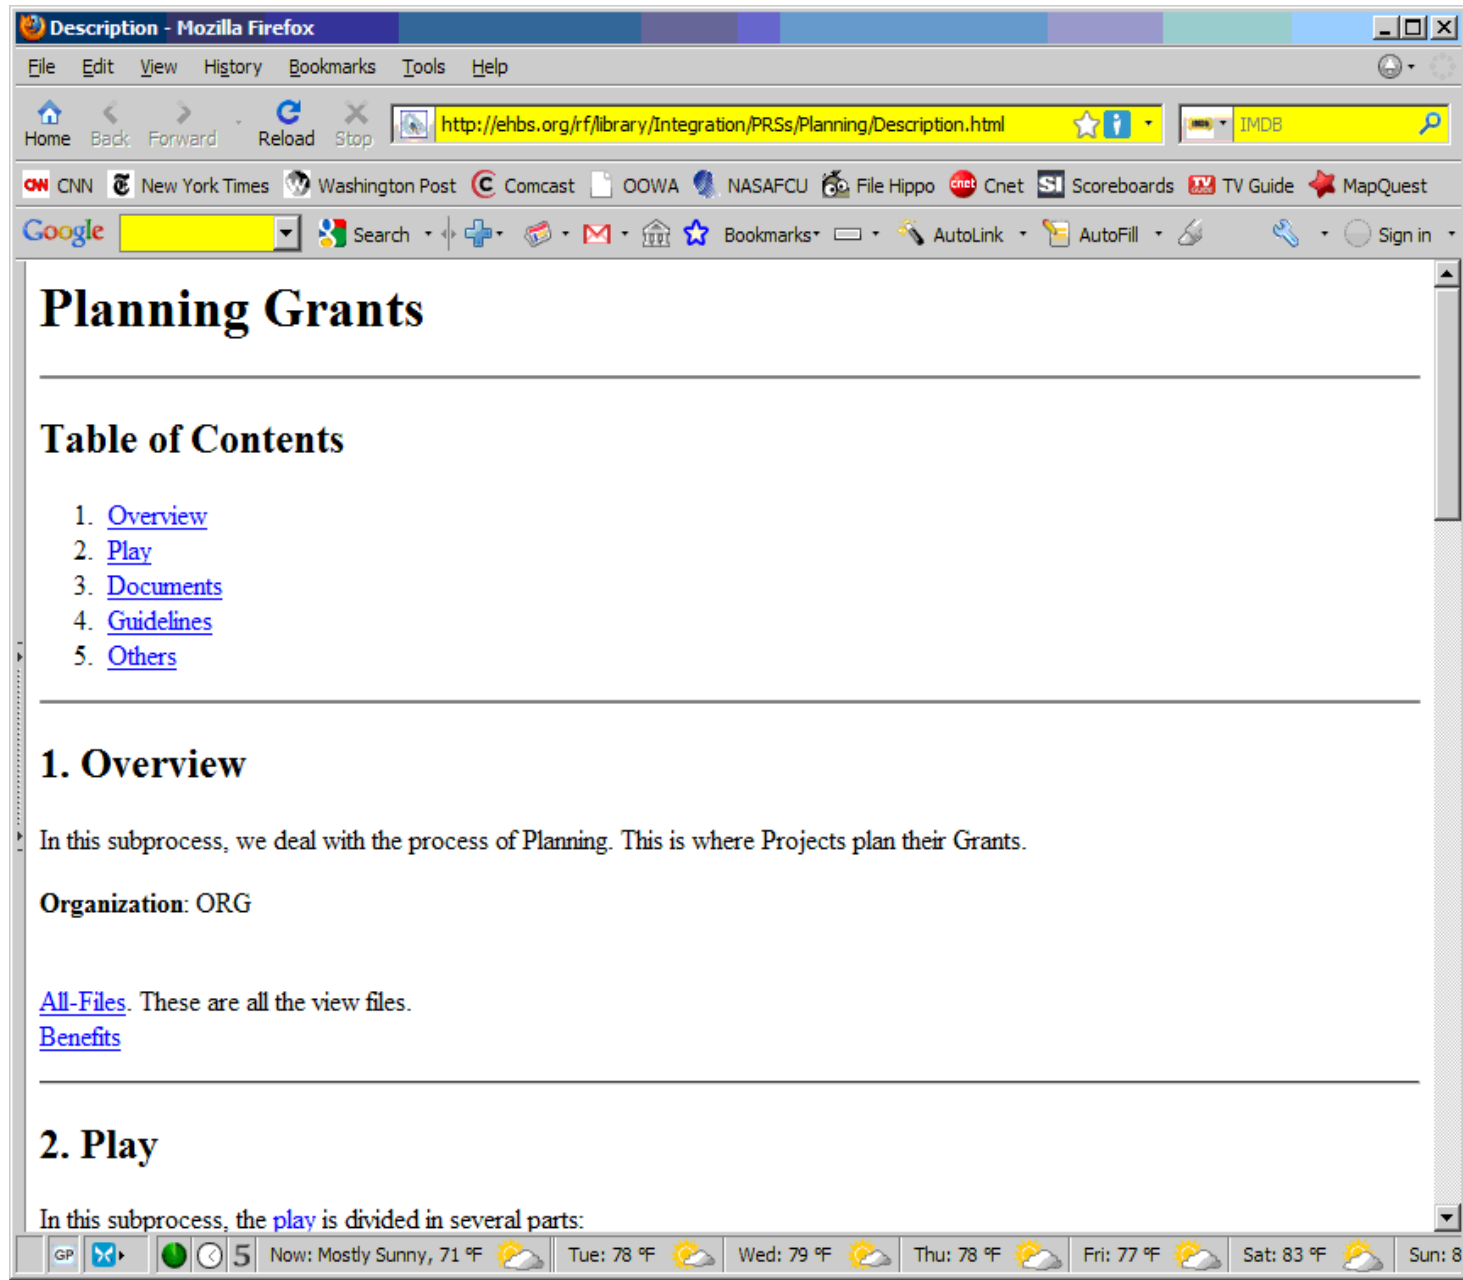 Description - Mozilla Firefox
File Edit View History Bookmarks Tools Help
Home Back Forward Reload Stop http://ehbs.org/rf/library/Integration/PRSs/Planning/Description.html IMDB
CNN CNN New York Times Washington Post Comcast OOWA NASAFCU File Hippo cnet Cnet SI Scoreboards TV Guide MapQuest
Google Search Bookmarks AutoLink AutoFill Sign in
Planning Grants
Table of Contents
1. Overview
2. Play
3. Documents
4. Guidelines
5. Others
1. Overview
In this subprocess, we deal with the process of Planning. This is where Projects plan their Grants.
Organization: ORG
All-Files. These are all the view files.
Benefits
2. Play
In this subprocess, the play is divided in several parts:
GP 5 Now: Mostly Sunny, 71 °F Tue: 78 °F Wed: 79 °F Thu: 78 °F Fri: 77 °F Sat: 83 °F Sun: 8